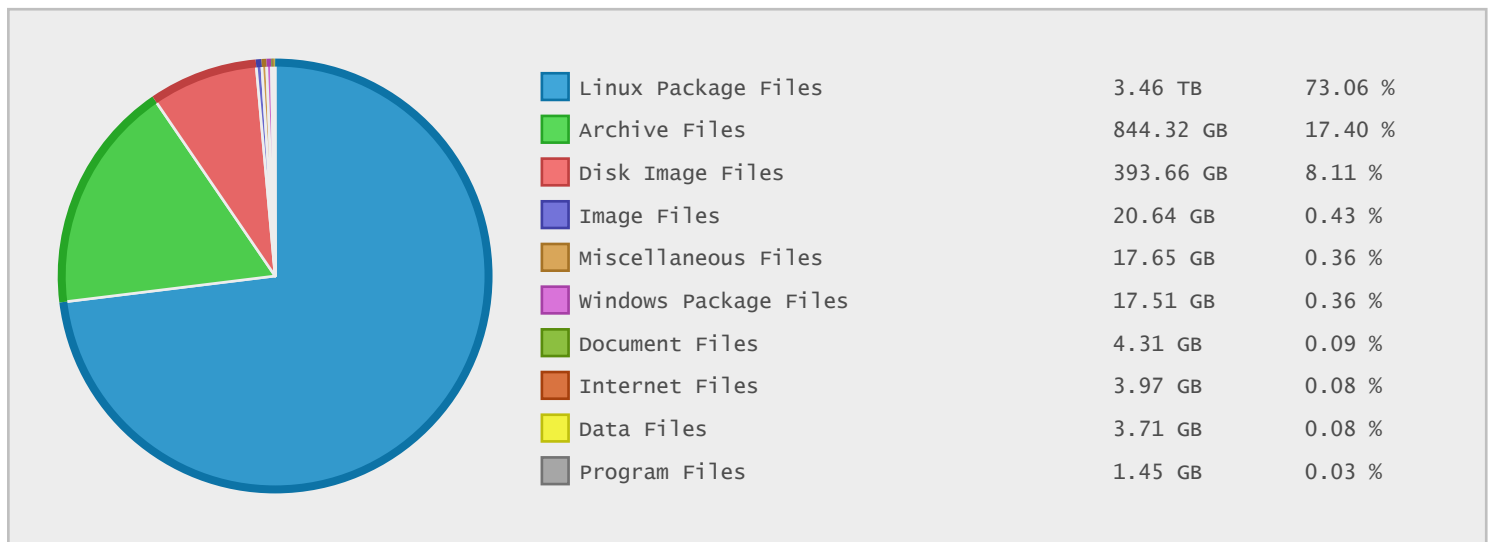 Linux Package Files 3.46 TB 73.06 %
Archive Files 844.32 GB 17.40 %
Disk Image Files 393.66 GB 8.11 %
Image Files 20.64 GB 0.43 %
Miscellaneous Files 17.65 GB 0.36 %
Windows Package Files 17.51 GB 0.36 %
Document Files 4.31 GB 0.09 %
Internet Files 3.97 GB 0.08 %
Data Files 3.71 GB 0.08 %
Program Files 1.45 GB 0.03 %